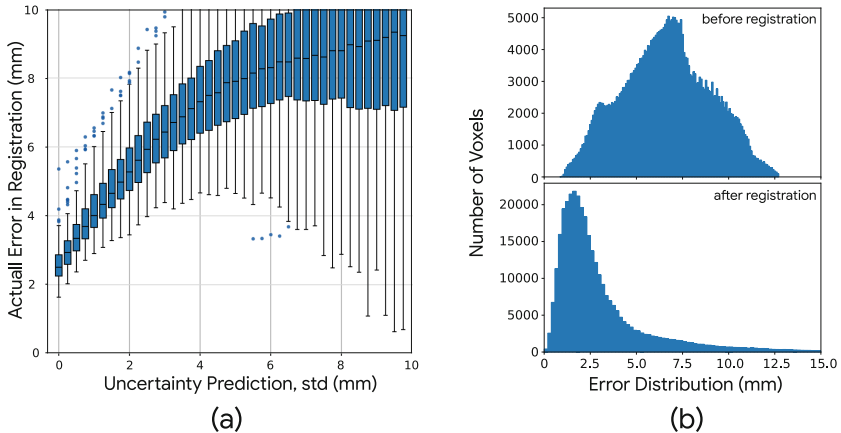 Actuall Error in Registration (mm)
10
8
6
4
2
0
0 2 4 6 8 10
Uncertainty Prediction, std (mm)
(a)
Number of Voxels
before registration
5000
4000
3000
2000
1000
0
after registration
20000
15000
10000
5000
0
0 2.5 5.0 7.5 10.0 12.5 15.0
Error Distribution (mm)
(b)